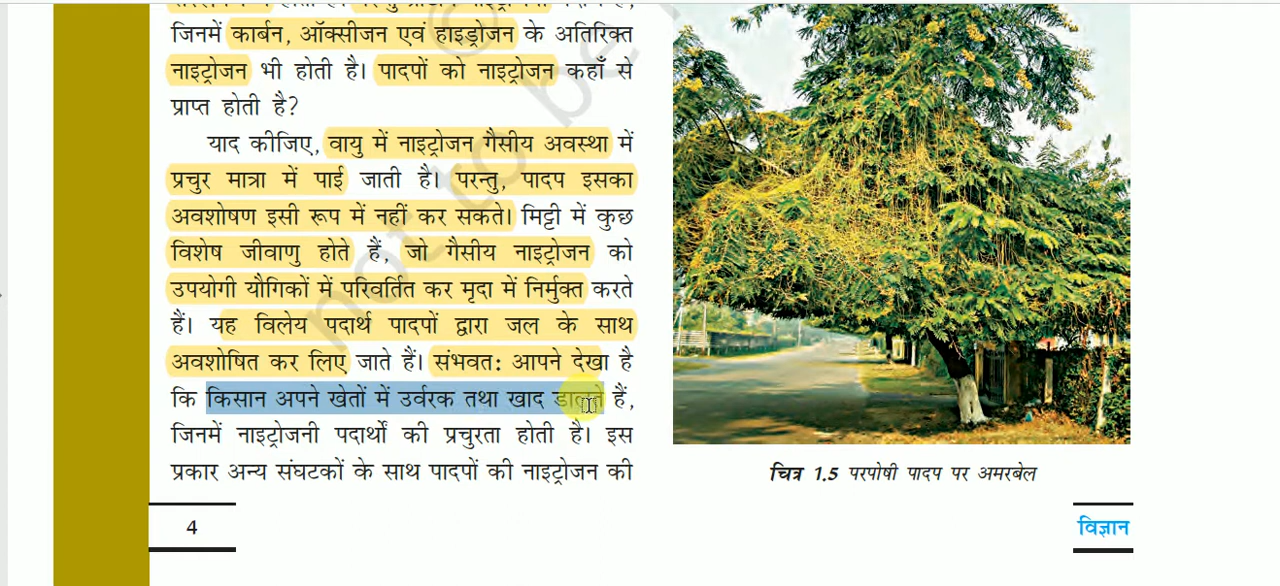 जिनमें कार्बन, ऑक्सीजन एवं हाइड्रोजन के अतिरिक्त
नाइट्रोजन भी होती है। पादपों को नाइट्रोजन कहाँ से
प्राप्त होती है?
याद कीजिए, वायु में नाइट्रोजन गैसीय अवस्था में
प्रचुर मात्रा में पाई जाती है। परन्तु, पादप इसका
अवशोषण इसी रूप में नहीं कर सकते। मिट्टी में कुछ
विशेष जीवाणु होते हैं, जो गैसीय नाइट्रोजन को
उपयोगी यौगिकों में परिवर्तित कर मृदा में निर्मुक्त करते
हैं। यह विलेय पदार्थ पादपों द्वारा जल के साथ
अवशोषित कर लिए जाते हैं। संभवत: आपने देखा है
कि किसान अपने खेतों में उर्वरक तथा खाद डालते हैं,
जिनमें नाइट्रोजनी पदार्थों की प्रचुरता होती है। इस
प्रकार अन्य संघटकों के साथ पादपों की नाइट्रोजन की
चित्र 1.5 परपोषी पादप पर अमरबेल
4
विज्ञान
not to be